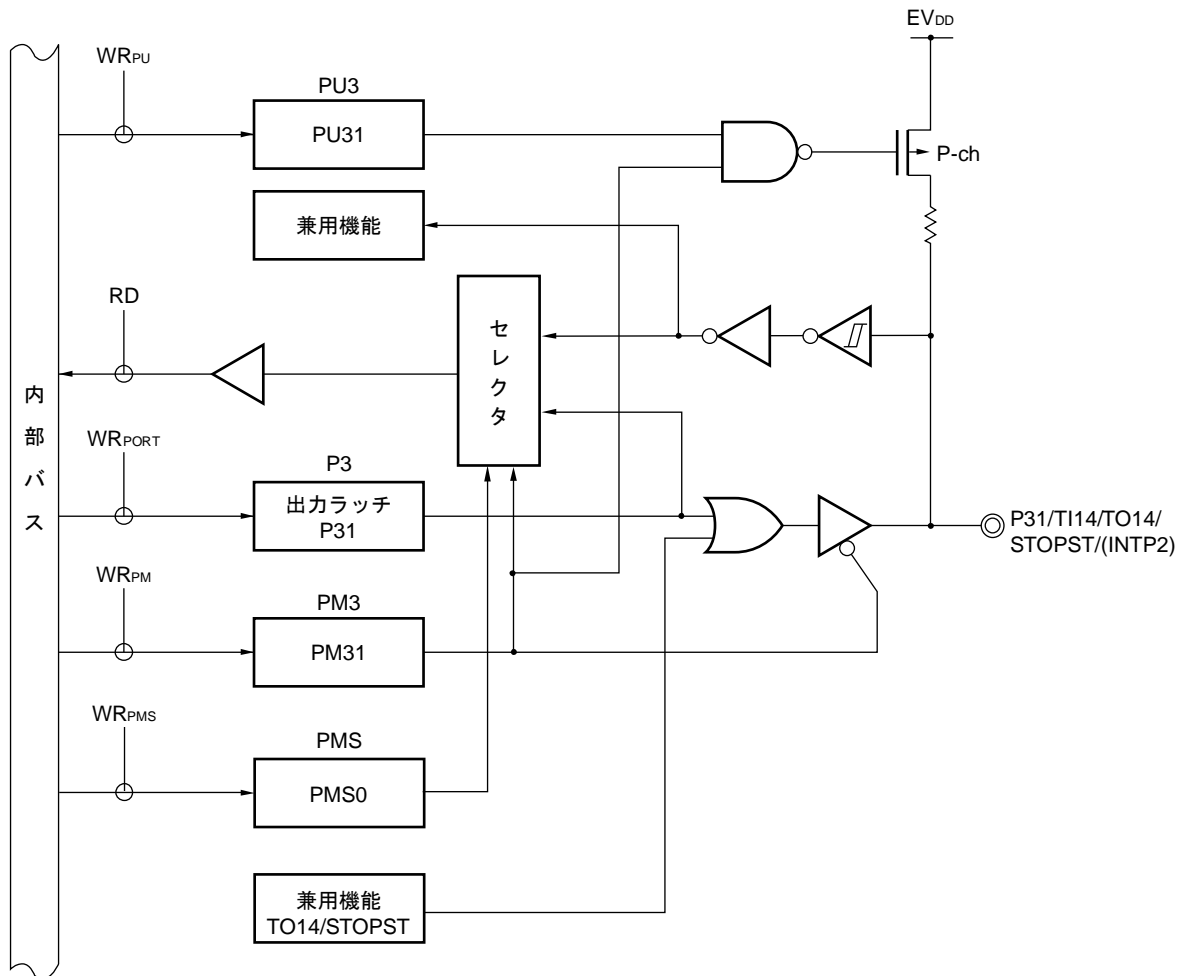 EVDD
WRPU
PU3
PU31
P-ch
兼用機能
RD
セレクタ
内部バス
WRPORT
P3
出力ラッチ
P31
P31/TI14/TO14/
STOPST/(INTP2)
WRPM
PM3
PM31
WRPMS
PMS
PMS0
兼用機能
TO14/STOPST